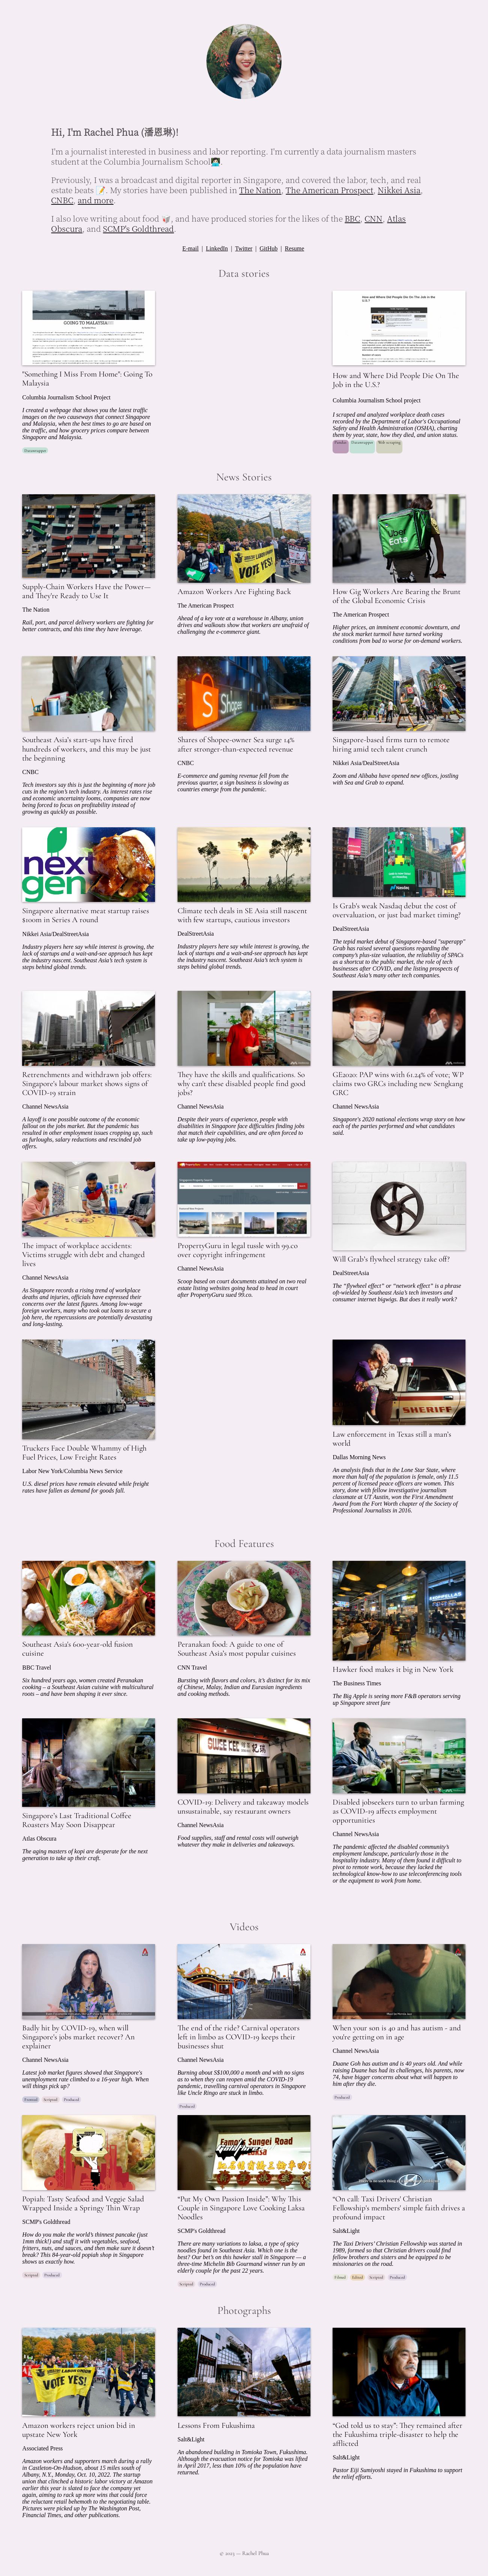 Hi, I'm Rachel Phua (潘恩琳)!
I'm a journalist interested in business and labor reporting. I'm currently a data journalism masters
student at the Columbia Journalism School
Previously, I was a broadcast and digital reporter in Singapore, and covered the labor, tech, and real
estate beats 📝. My stories have been published in The Nation, The American Prospect, Nikkei Asia,
CNBC, and more.
I also love writing about food 🥡, and have produced stories for the likes of the BBC, CNN, Atlas
Obscura, and SCMP's Goldthread.
E-mail | LinkedIn | Twitter | GitHub | Resume
Data stories
GOING TO MALAYSIA
"Something I Miss From Home": Going To
Malaysia
Columbia Journalism School Project
I created a webpage that shows you the latest traffic
images on the two causeways between Singapore
and Malaysia, when the best times to go are based on
the traffic, and how grocery prices compare between
Singapore and Malaysia.
Datawrapper
How and Where Did People Die On The Job in the
U.S.?
How and Where Did People Die On The
Job in the U.S.?
Columbia Journalism School project
I scraped and analyzed workplace death cases
recorded by the Department of Labor's Occupational
Safety and Health Administration (OSHA), charting
them by year, state, how they died, and union status.
Pandas Datawrapper Web scraping
News Stories
Supply-Chain Workers Have the Power—
and They're Ready to Use It
The Nation
Rail, port, and parcel delivery workers are fighting for
better contracts, and this time they have leverage.
VOTE YES!
Amazon Workers Are Fighting Back
The American Prospect
Ahead of a key vote at a warehouse in Albany, union
drives and walkouts show that workers are unafraid of
challenging the e-commerce giant.
Uber
Eats
How Gig Workers Are Bearing the Brunt
of the Global Economic Crisis
The American Prospect
Higher prices, an imminent economic downturn, and
the stock market turmoil have turned working
conditions from bad to worse for on-demand workers.
Southeast Asia's start-ups have fired
hundreds of workers, and this may be just
the beginning
CNBC
Tech investors say this is just the beginning of more job
cuts in the region's tech industry. As interest rates rise
and economic uncertainty looms, companies are now
being forced to focus on profitability instead of
growing as quickly as possible.
Shares of Shopee-owner Sea surge 14%
after stronger-than-expected revenue
CNBC
E-commerce and gaming revenue fell from the
previous quarter, a sign business is slowing as
countries emerge from the pandemic.
Singapore-based firms turn to remote
hiring amid tech talent crunch
Nikkei Asia/DealStreetAsia
Zoom and Alibaba have opened new offices, jostling
with Sea and Grab to expand.
next
gen
Singapore alternative meat startup raises
$100m in Series A round
Nikkei Asia/DealStreetAsia
Industry players here say while interest is growing, the
lack of startups and a wait-and-see approach has kept
the industry nascent. Southeast Asia's tech system is
steps behind global trends.
Climate tech deals in SE Asia still nascent
with few startups, cautious investors
DealStreetAsia
Industry players here say while interest is growing, the
lack of startups and a wait-and-see approach has kept
the industry nascent. Southeast Asia's tech system is
steps behind global trends.
Is Grab's weak Nasdaq debut the cost of
overvaluation, or just bad market timing?
DealStreetAsia
The tepid market debut of Singapore-based "superapp"
Grab has raised several questions regarding the
company's plus-size valuation, the reliability of SPACs
as a shortcut to the public market, the role of tech
businesses after COVID, and the listing prospects of
Southeast Asia's many other tech companies.
Retrenchments and withdrawn job offers:
Singapore's labour market shows signs of
COVID-19 strain
Channel NewsAsia
A layoff is one possible outcome of the economic
fallout on the jobs market. But the pandemic has
resulted in other employment issues cropping up, such
as furloughs, salary reductions and rescinded job
offers.
They have the skills and qualifications. So
why can't these disabled people find good
jobs?
Channel NewsAsia
Despite their years of experience, people with
disabilities in Singapore face difficulties finding jobs
that match their capabilities, and are often forced to
take up low-paying jobs.
GE2020: PAP wins with 61.24% of vote; WP
claims two GRCs including new Sengkang
GRC
Channel NewsAsia
Singapore's 2020 national elections wrap story on how
each of the parties performed and what candidates
said.
The impact of workplace accidents:
Victims struggle with debt and changed
lives
Channel NewsAsia
As Singapore records a rising trend of workplace
deaths and injuries, officials have expressed their
concerns over the latest figures. Among low-wage
foreign workers, many who took out loans to secure a
job here, the repercussions are potentially devastating
and long-lasting.
PropertyGuru in legal tussle with 99.co
over copyright infringement
Channel NewsAsia
Scoop based on court documents attained on two real
estate listing websites going head to head in court
after PropertyGuru sued 99.co.
Will Grab's flywheel strategy take off?
DealStreetAsia
The "flywheel effect" or "network effect" is a phrase
oft-wielded by Southeast Asia's tech investors and
consumer internet bigwigs. But does it really work?
Truckers Face Double Whammy of High
Fuel Prices, Low Freight Rates
Labor New York/Columbia News Service
U.S. diesel prices have remain elevated while freight
rates have fallen as demand for goods fall.
SHERIFF
Law enforcement in Texas still a man's
world
Dallas Morning News
An analysis finds that in the Lone Star State, where
more than half of the population is female, only 11.5
percent of licensed peace officers are women. This
story, done with fellow investigative journalism
classmate at UT Austin, won the First Amendment
Award from the Fort Worth chapter of the Society of
Professional Journalists in 2016.
Food Features
Southeast Asia's 600-year-old fusion
cuisine
BBC Travel
Six hundred years ago, women created Peranakan
cooking – a Southeast Asian cuisine with multicultural
roots – and have been shaping it ever since.
Peranakan food: A guide to one of
Southeast Asia's most popular cuisines
CNN Travel
Bursting with flavors and colors, it's distinct for its mix
of Chinese, Malay, Indian and Eurasian ingredients
and cooking methods.
Hawker food makes it big in New York
The Business Times
The Big Apple is seeing more F&B operators serving
up Singapore street fare
Singapore's Last Traditional Coffee
Roasters May Soon Disappear
Atlas Obscura
The aging masters of kopi are desperate for the next
generation to take up their craft.
GWEE KEE
COVID-19: Delivery and takeaway models
unsustainable, say restaurant owners
Channel NewsAsia
Food supplies, staff and rental costs will outweigh
whatever they make in deliveries and takeaways.
Disabled jobseekers turn to urban farming
as COVID-19 affects employment
opportunities
Channel NewsAsia
The pandemic affected the disabled community's
employment landscape, particularly those in the
hospitality industry. Many of them found it difficult to
pivot to remote work, because they lacked the
technological know-how to use teleconferencing tools
or the equipment to work from home.
Videos
Badly hit by COVID-19, when will
Singapore's jobs market recover? An
explainer
Channel NewsAsia
Latest job market figures showed that Singapore's
unemployment rate climbed to a 16-year high. When
will things pick up?
Scripted Produced
The end of the ride? Carnival operators
left in limbo as COVID-19 keeps their
businesses shut
Channel NewsAsia
Burning about S$100,000 a month and with no signs
as to when they can reopen amid the COVID-19
pandemic, travelling carnival operators in Singapore
like Uncle Ringo are stuck in limbo.
Produced
When your son is 40 and has autism - and
you're getting on in age
Channel NewsAsia
Duane Goh has autism and is 40 years old. And while
raising Duane has had its challenges, his parents, now
74, have bigger concerns about what will happen to
him after they die.
Produced
Popiah: Tasty Seafood and Veggie Salad
Wrapped Inside a Springy Thin Wrap
SCMP's Goldthread
How do you make the world's thinnest pancake (just
1mm thick!) and stuff it with vegetables, seafood,
fritters, nuts, and sauces, and then make sure it doesn't
break? This 84-year-old popiah shop in Singapore
shows us exactly how.
Scripted Produced
Famous Sungei Road
Laksa
"Put My Own Passion Inside": Why This
Couple in Singapore Love Cooking Laksa
Noodles
SCMP's Goldthread
There are many variations to laksa, a type of spicy
noodles found in Southeast Asia. Which one is the
best? Our bet's on this hawker stall in Singapore — a
three-time Michelin Bib Gourmand winner run by an
elderly couple for the past 22 years.
Scripted Produced
"On call: Taxi Drivers' Christian
Fellowship's members' simple faith drives a
profound impact
Salt&Light
The Taxi Drivers' Christian Fellowship was started in
1989, formed so that Christian drivers could find
fellow brothers and sisters and be equipped to be
missionaries on the road.
Filmed Edited Scripted Produced
Photographs
VOTE YES!
Amazon workers reject union bid in
upstate New York
Associated Press
Amazon workers and supporters march during a rally
in Castleton-On-Hudson, about 15 miles south of
Albany, N.Y., Monday, Oct. 10, 2022. The startup
union that clinched a historic labor victory at Amazon
earlier this year is slated to face the company yet
again, aiming to rack up more wins that could force
the reluctant retail behemoth to the negotiating table.
Pictures were picked up by The Washington Post,
Financial Times, and other publications.
Lessons From Fukushima
Salt&Light
An abandoned building in Tomioka Town, Fukushima.
Although the evacuation notice for Tomioka was lifted
in April 2017, less than 10% of the population have
returned.
"God told us to stay": They remained after
the Fukushima triple-disaster to help the
afflicted
Salt&Light
Pastor Eiji Sumiyoshi stayed in Fukushima to support
the relief efforts.
© 2023 — Rachel Phua